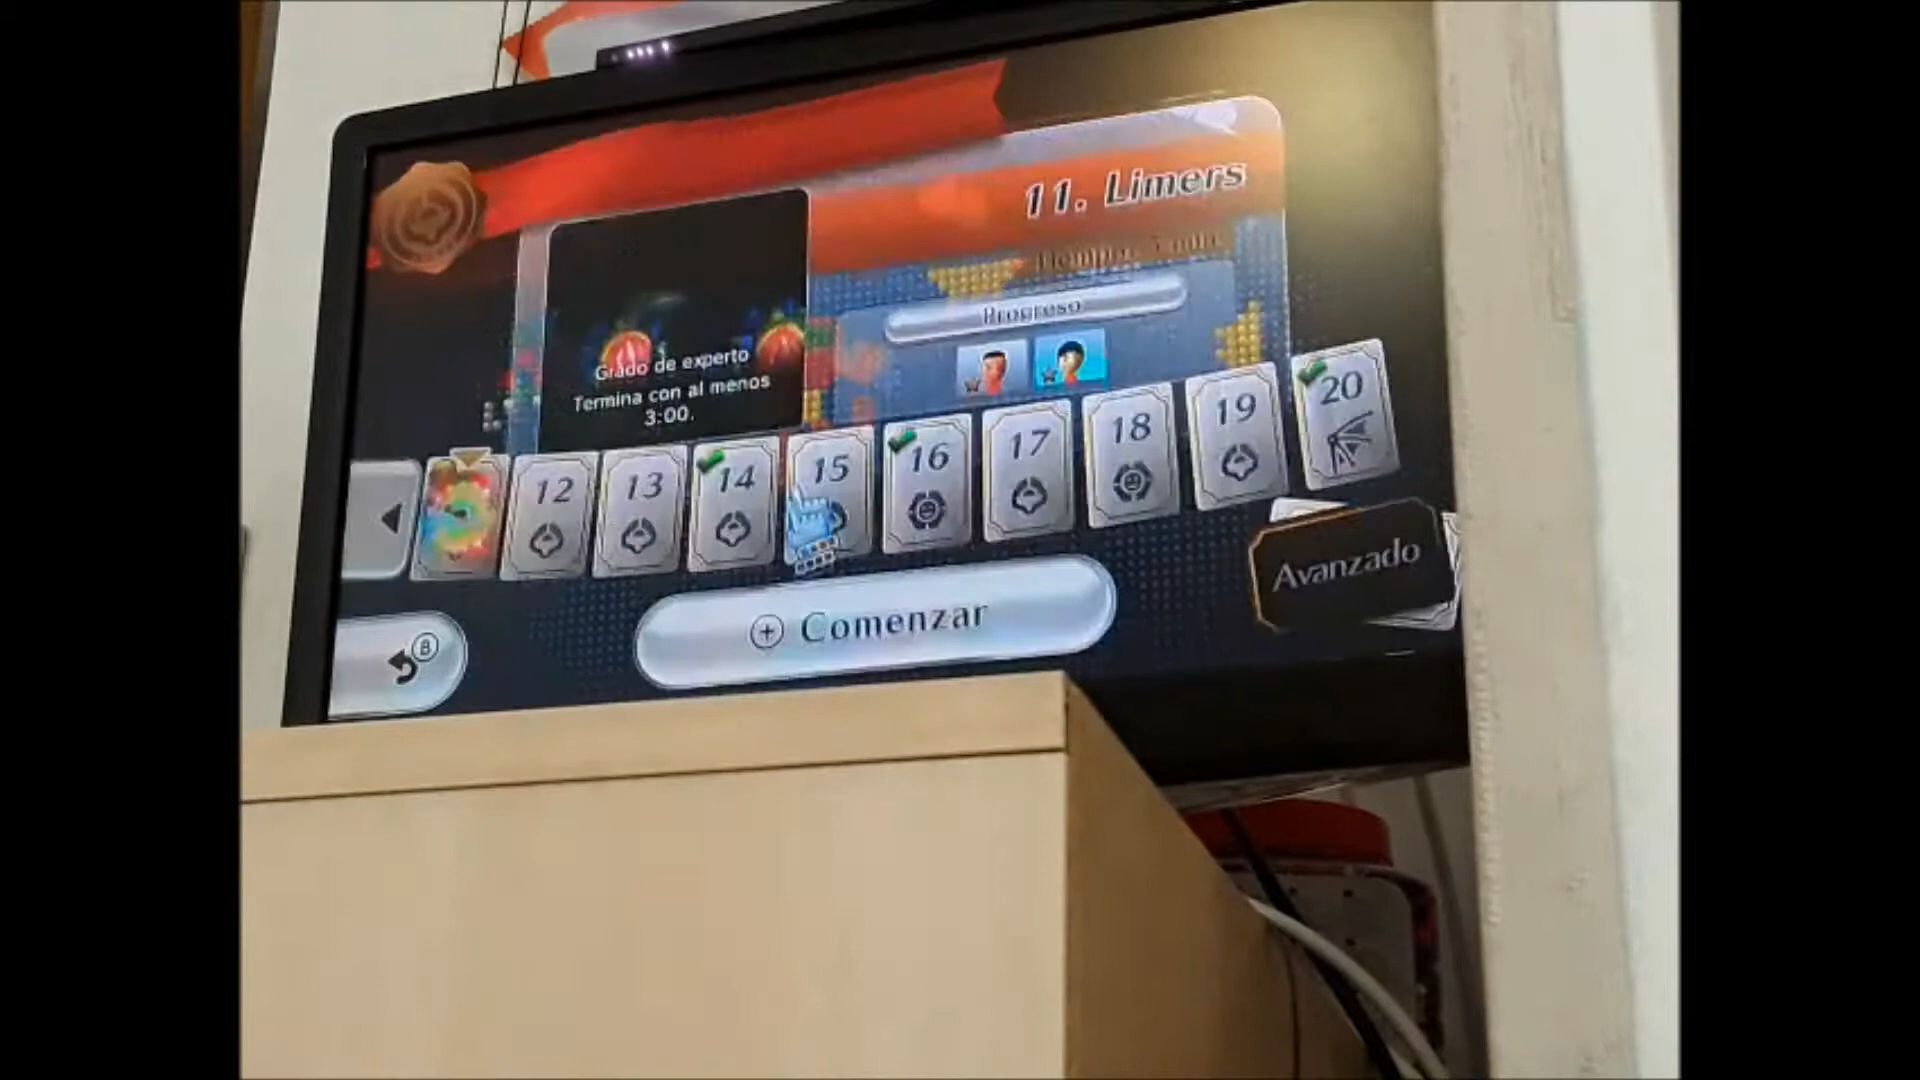 11. Limers
Progreso
Grado de experto
Termina con al menos
3:00.
12
13
14
15
16
17
18
19
20
Avanzado
+ Comenzar
B